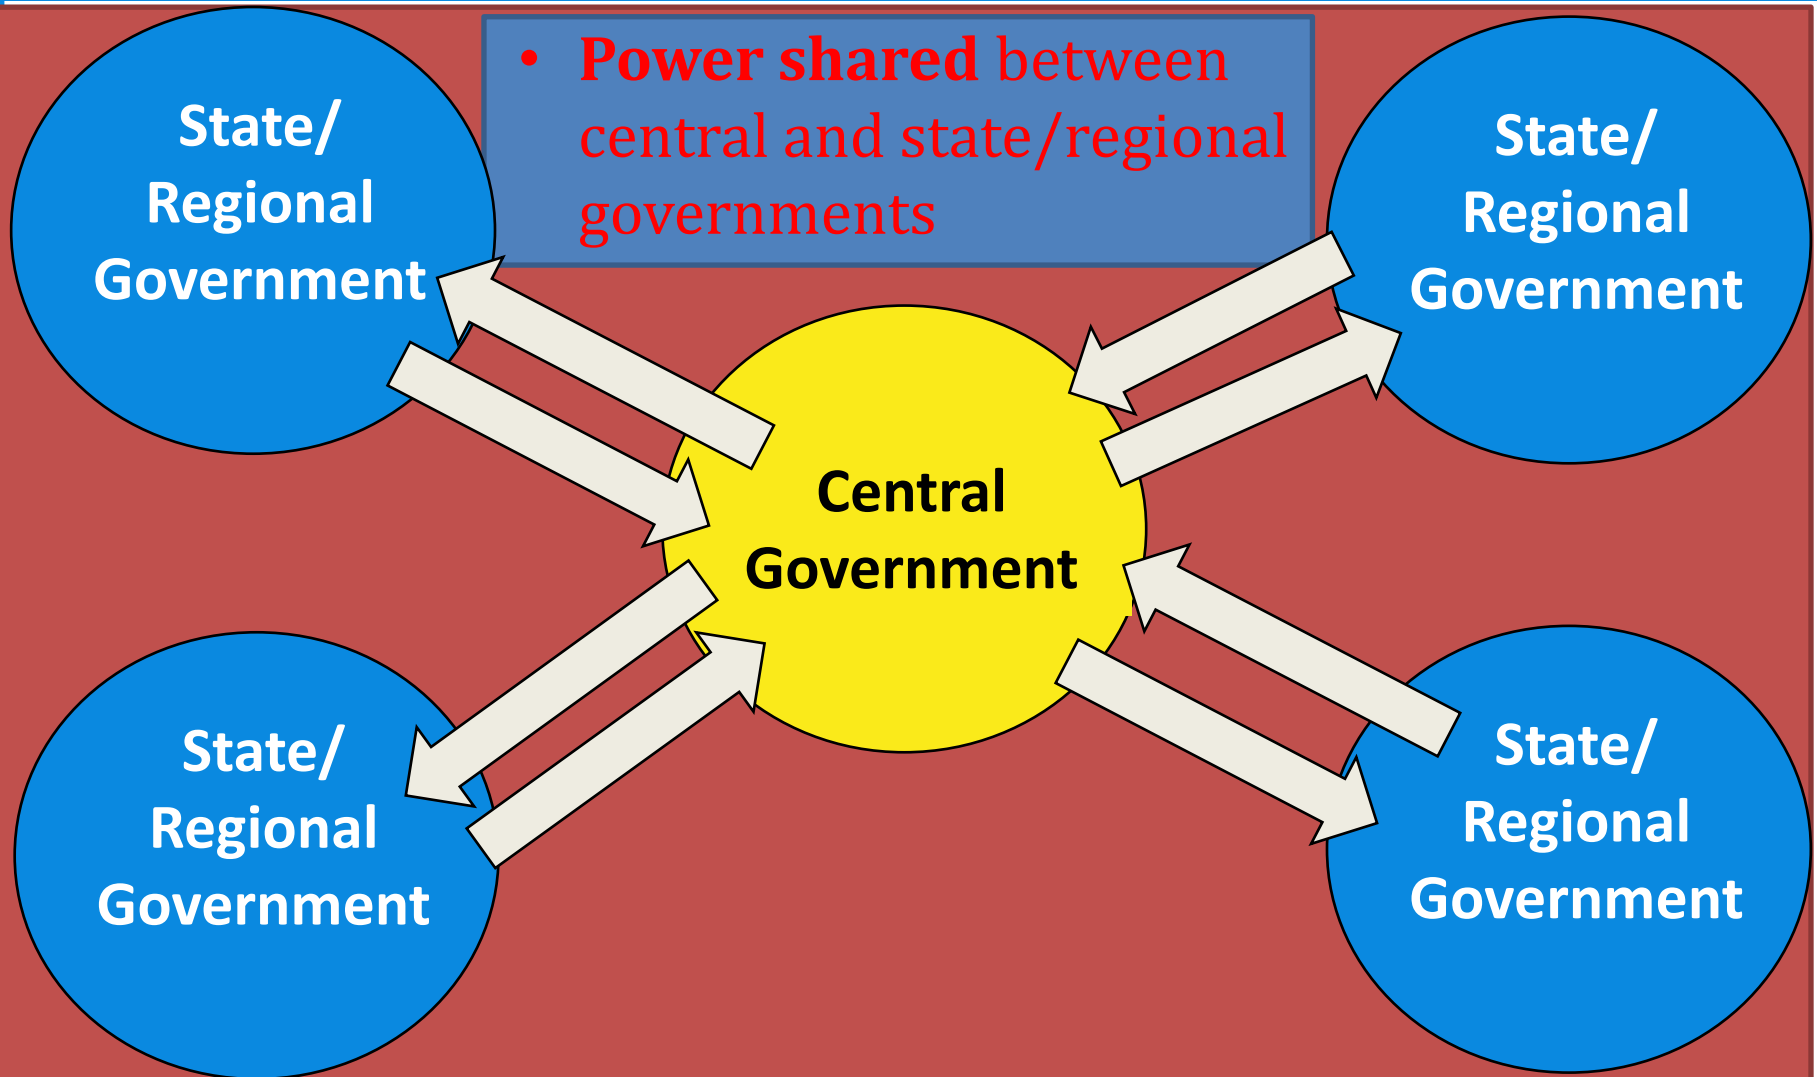 • Power shared between
central and state/regional
governments
State/
Regional
Government
State/
Regional
Government
Central
Government
State/
Regional
Government
State/
Regional
Government